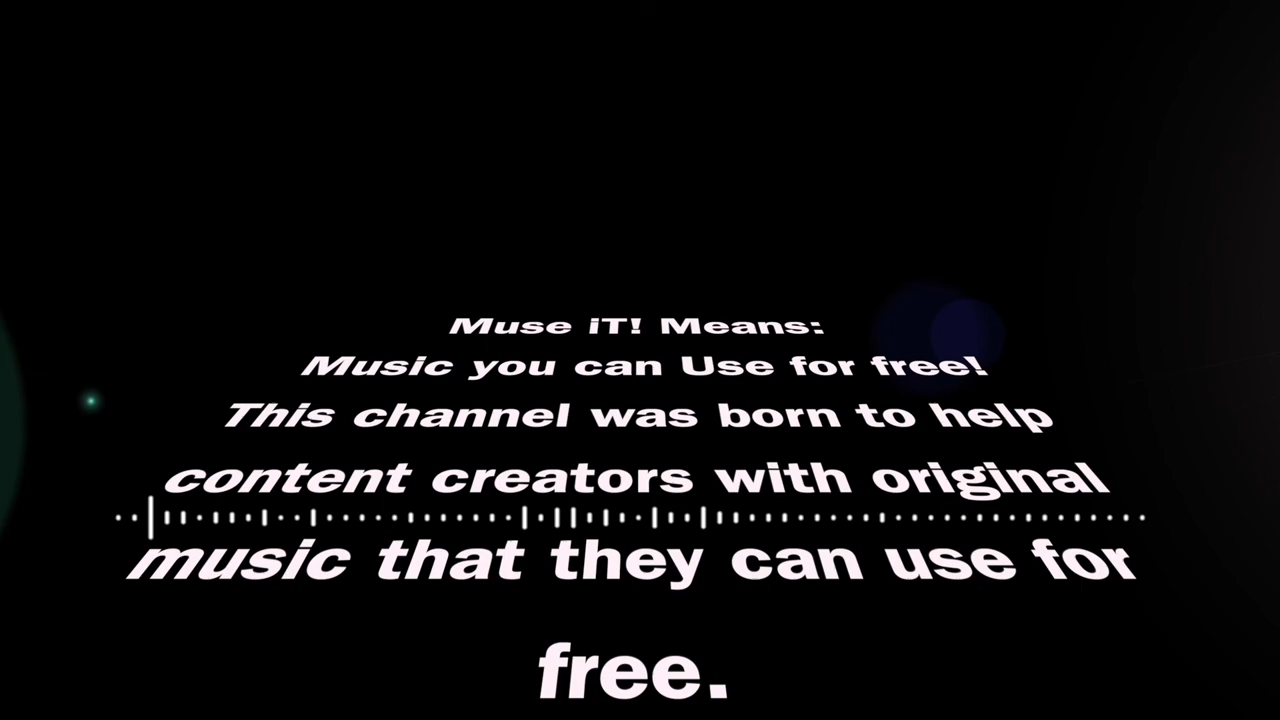 Muse iT! Means:
Music you can Use for free!
This channel was born to help
content creators with original
music that they can use for
free.